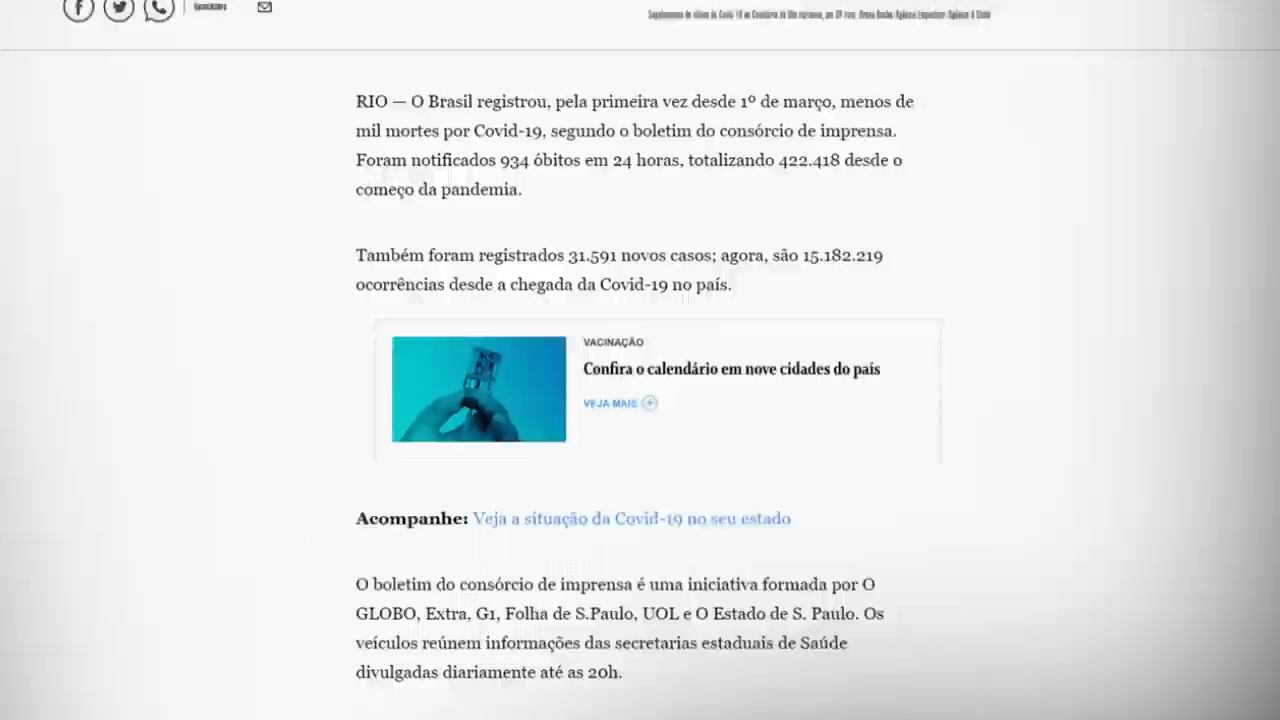 RIO — O Brasil registrou, pela primeira vez desde 1º de março, menos de
mil mortes por Covid-19, segundo o boletim do consórcio de imprensa.
Foram notificados 934 óbitos em 24 horas, totalizando 422.418 desde o
começo da pandemia.
Também foram registrados 31.591 novos casos; agora, são 15.182.219
ocorrências desde a chegada da Covid-19 no país.
VACINAÇÃO
Confira o calendário em nove cidades do país
VEJA MAIS
Acompanhe: Veja a situação da Covid-19 no seu estado
O boletim do consórcio de imprensa é uma iniciativa formada por O
GLOBO, Extra, G1, Folha de S.Paulo, UOL e O Estado de S. Paulo. Os
veículos reúnem informações das secretarias estaduais de Saúde
divulgadas diariamente até as 20h.